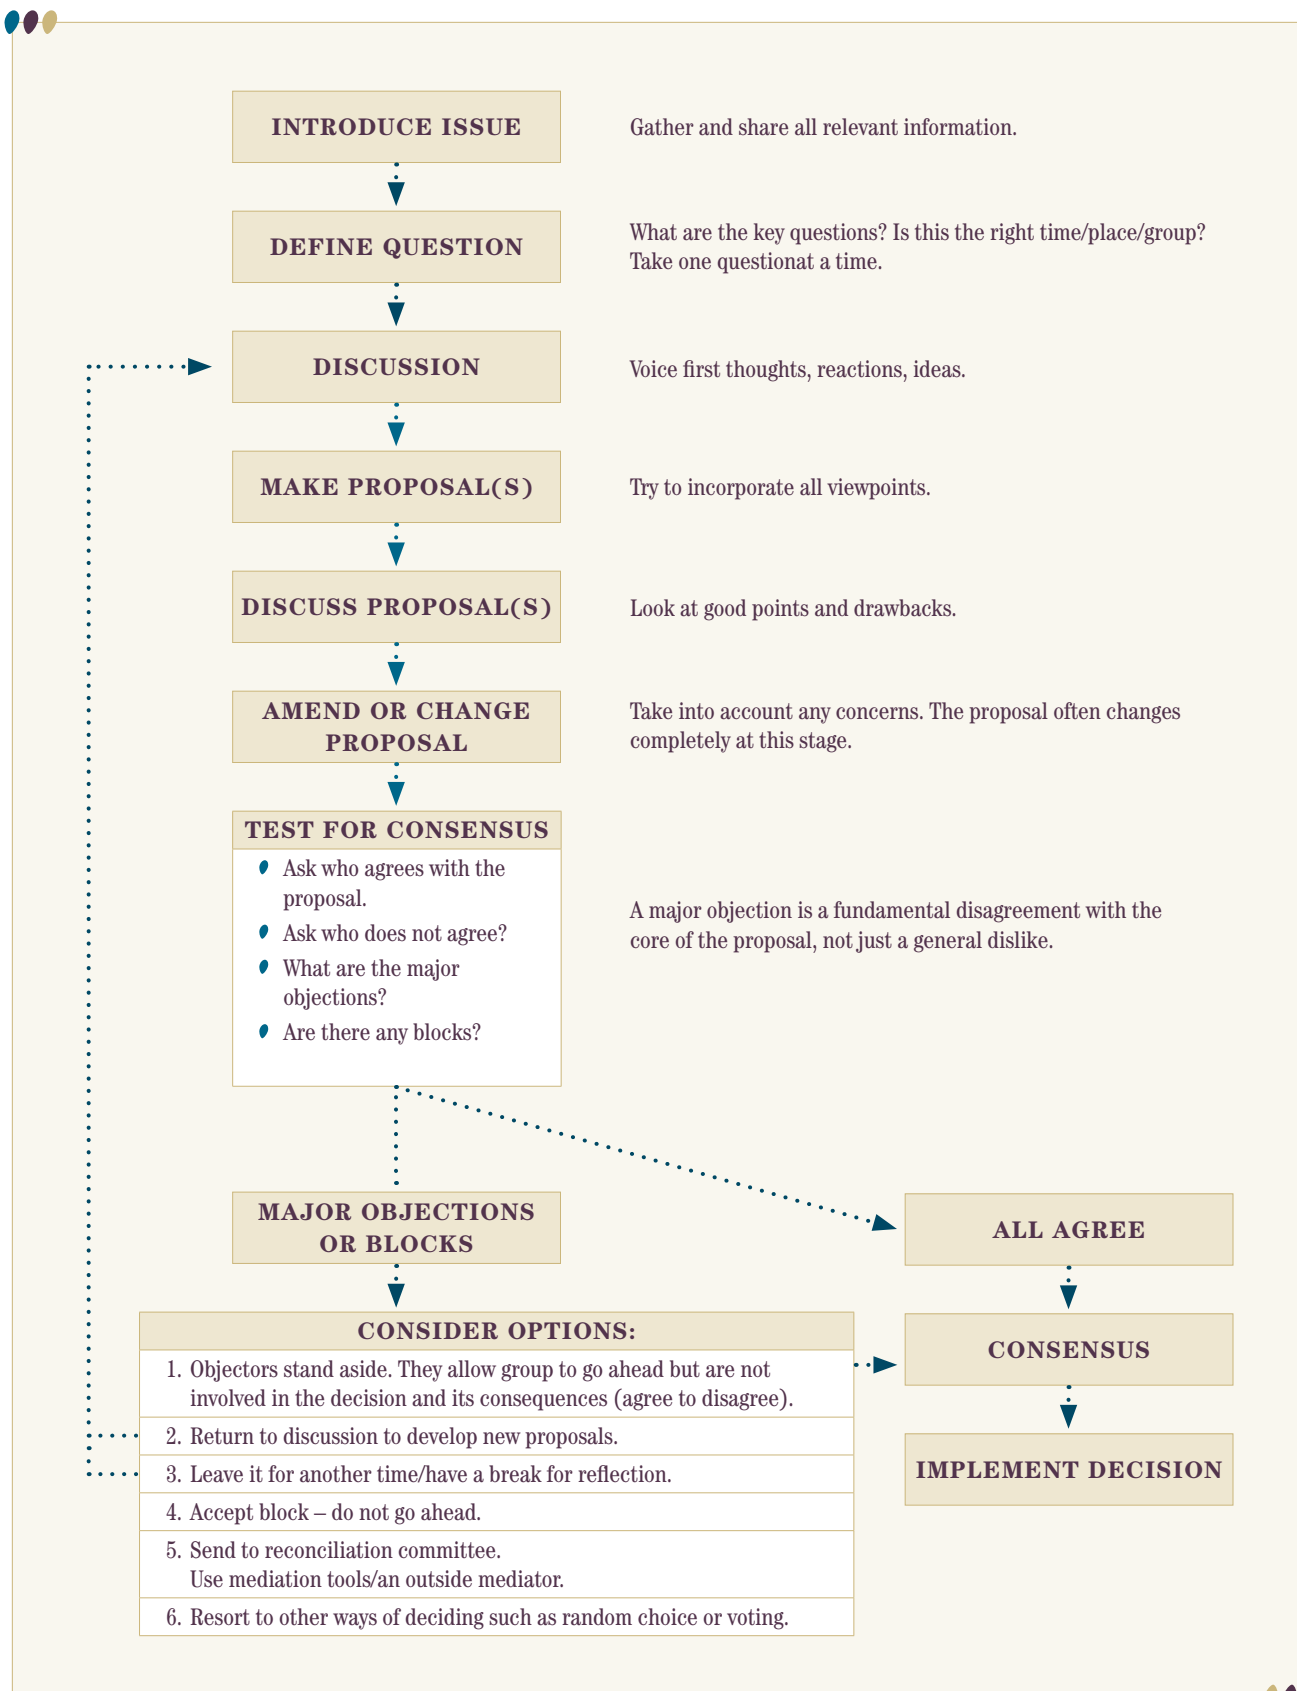 INTRODUCE ISSUE
Gather and share all relevant information.
DEFINE QUESTION
What are the key questions? Is this the right time/place/group?
Take one questionat a time.
DISCUSSION
Voice first thoughts, reactions, ideas.
MAKE PROPOSAL(S)
Try to incorporate all viewpoints.
DISCUSS PROPOSAL(S)
Look at good points and drawbacks.
AMEND OR CHANGE
PROPOSAL
Take into account any concerns. The proposal often changes
completely at this stage.
TEST FOR CONSENSUS
Ask who agrees with the
proposal.
Ask who does not agree?
What are the major
objections?
Are there any blocks?
A major objection is a fundamental disagreement with the
core of the proposal, not just a general dislike.
MAJOR OBJECTIONS
OR BLOCKS
ALL AGREE
CONSENSUS
IMPLEMENT DECISION
CONSIDER OPTIONS:
1. Objectors stand aside. They allow group to go ahead but are not
involved in the decision and its consequences (agree to disagree).
2. Return to discussion to develop new proposals.
3. Leave it for another time/have a break for reflection.
4. Accept block – do not go ahead.
5. Send to reconciliation committee.
Use mediation tools/an outside mediator.
6. Resort to other ways of deciding such as random choice or voting.